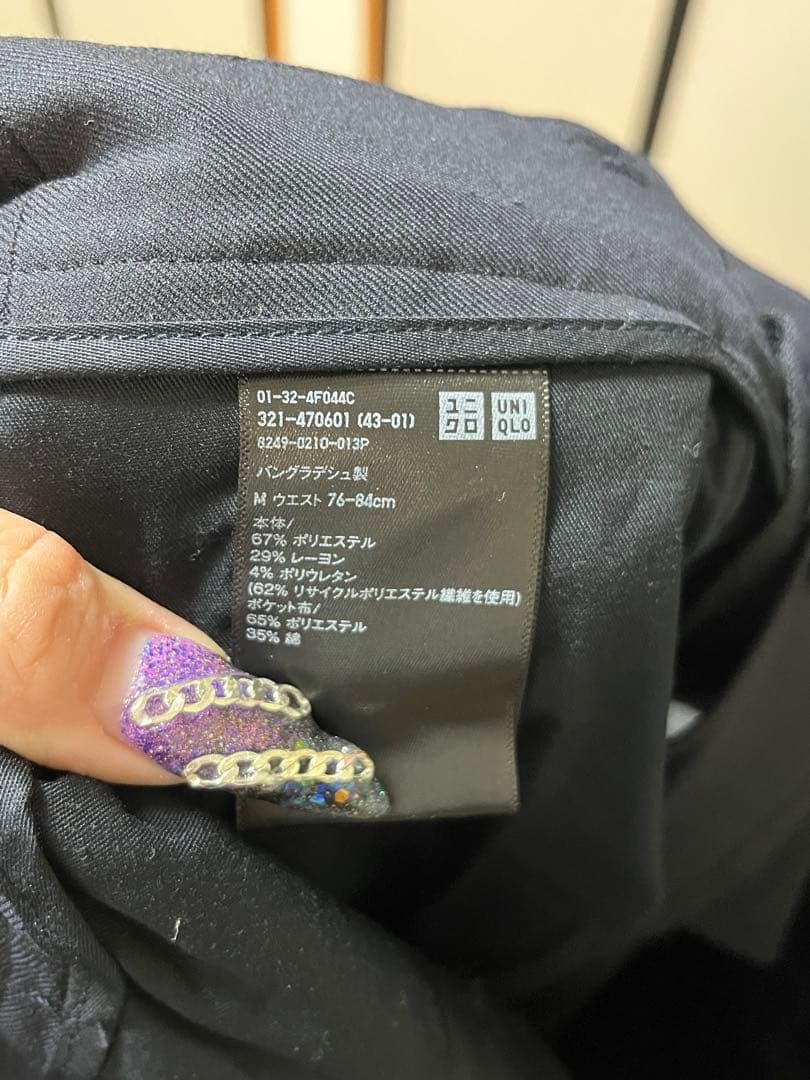 01-32-4F044C
321-470601 (43-01)
8249-0210-013P
ユニ
クロ
UNI
QLO
バングラデシュ製
M ウエスト 76-84cm
本体/
67% ポリエステル
29% レーヨン
4% ポリウレタン
(62% リサイクルポリエステル繊維を使用)
ポケット布/
65% ポリエステル
35% 綿